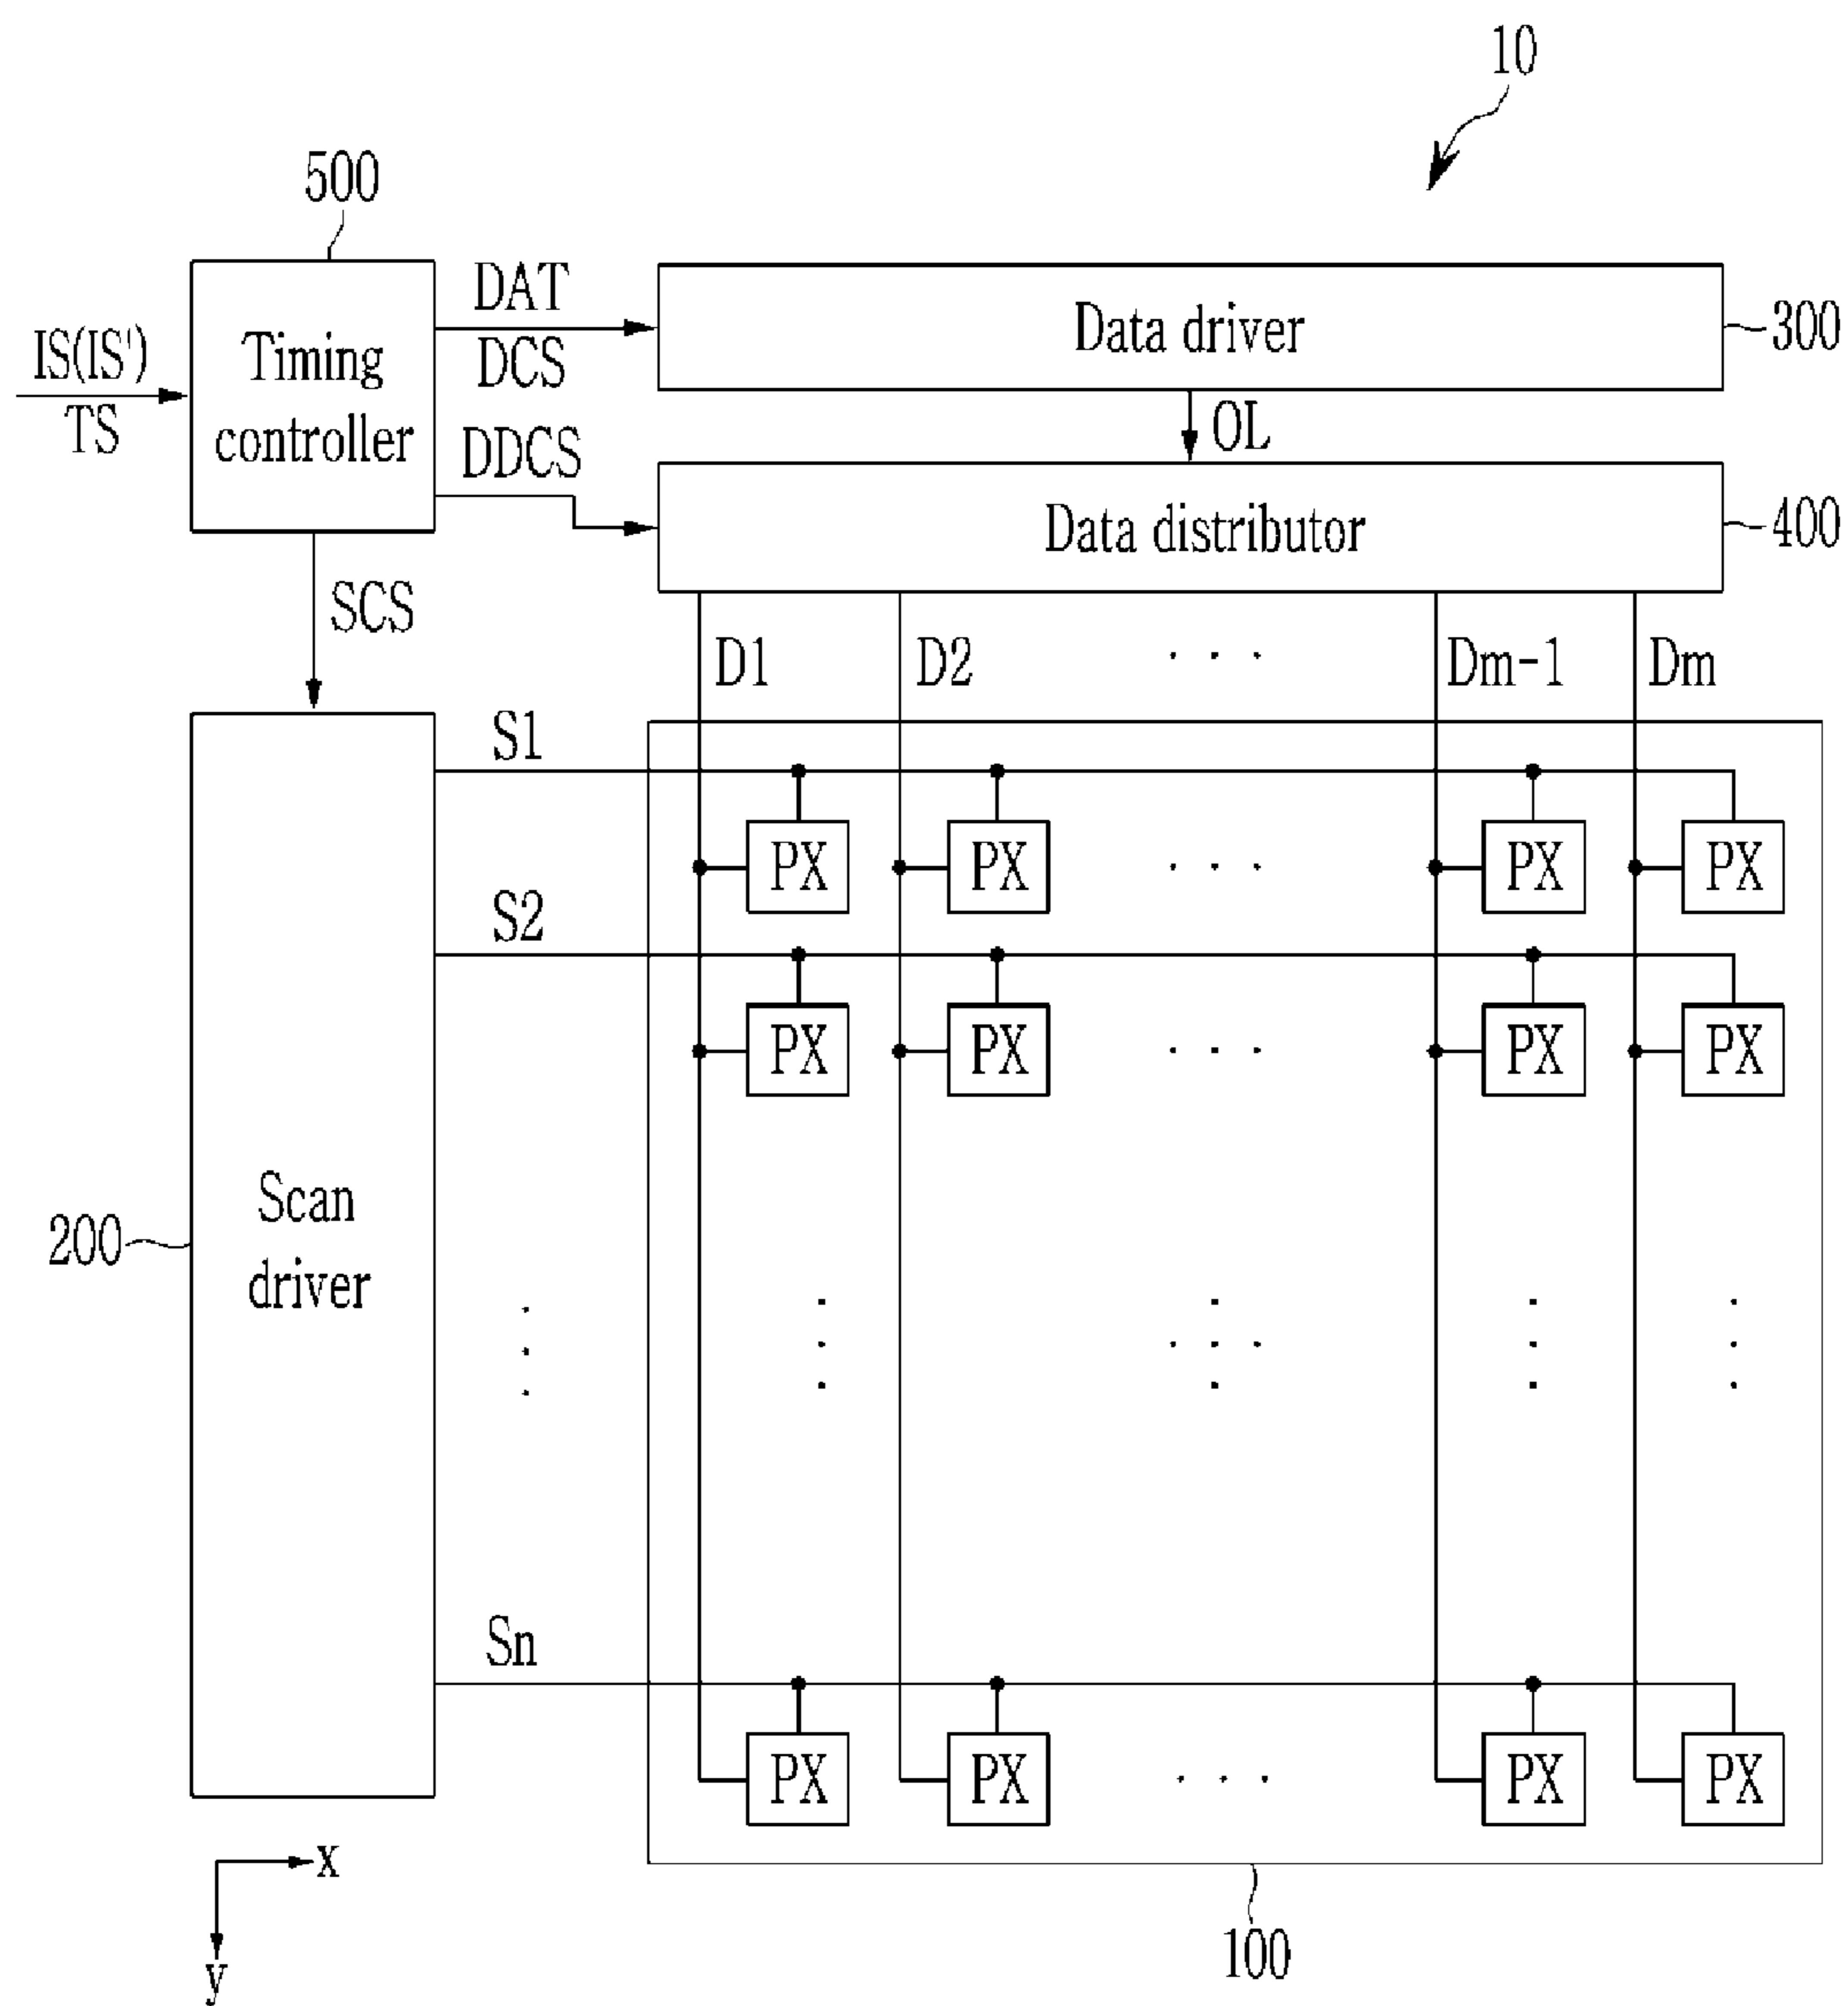 10
500
IS(IS')
TS
Timing
controller
DAT
DCS
DDCS
Data driver
300
OL
Data distributor
400
SCS
D1 D2 . . . Dm-1 Dm
S1
PX PX . . . PX PX
S2
PX PX . . . PX PX
Scan
driver
200
Sn
PX PX . . . PX PX
x
y
100